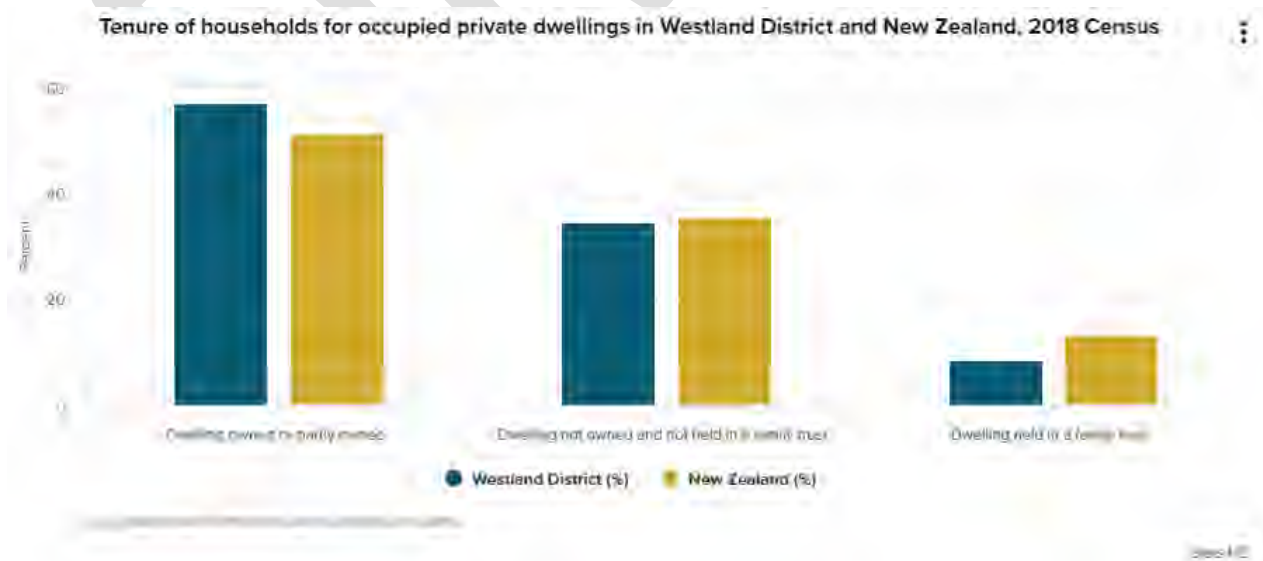 Tenure of households for occupied private dwellings in Westland District and New Zealand, 2018 Census
60
40
Percent
20
0
Dwelling owned or partly owned
Dwelling not owned and not held in a family trust
Dwelling held in a family trust
Westland District (%)
New Zealand (%)